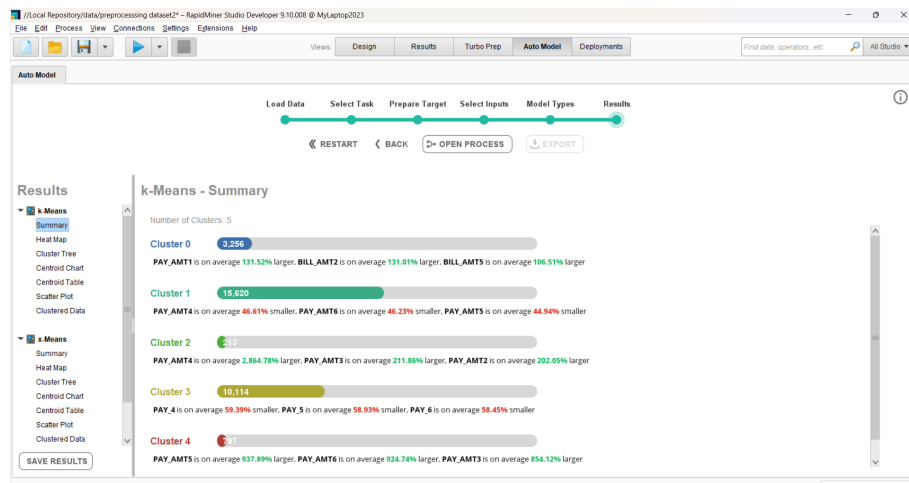 //Local Repository/data/preprocesssing dataset2* – RapidMiner Studio Developer 9.10.008 @ MyLaptop2023
File Edit Process View Connections Settings Extensions Help
Views: Design Results Turbo Prep Auto Model Deployments Find data, operators...etc All Studio
Auto Model
Load Data Select Task Prepare Target Select Inputs Model Types Results
RESTART BACK OPEN PROCESS EXPORT
Results
k-Means
Summary
Heat Map
Cluster Tree
Centroid Chart
Centroid Table
Scatter Plot
Clustered Data
x-Means
Summary
Heat Map
Cluster Tree
Centroid Chart
Centroid Table
Scatter Plot
Clustered Data
SAVE RESULTS
k-Means - Summary
Number of Clusters: 5
Cluster 0 3,256
PAY_AMT1 is on average 131.52% larger, BILL_AMT2 is on average 131.01% larger, BILL_AMT5 is on average 106.51% larger
Cluster 1 15,620
PAY_AMT4 is on average 46.61% smaller, PAY_AMT6 is on average 46.23% smaller, PAY_AMT5 is on average 44.94% smaller
Cluster 2 213
PAY_AMT4 is on average 2,864.78% larger, PAY_AMT3 is on average 211.86% larger, PAY_AMT2 is on average 202.05% larger
Cluster 3 10,114
PAY_4 is on average 59.39% smaller, PAY_5 is on average 58.93% smaller, PAY_6 is on average 58.45% smaller
Cluster 4 797
PAY_AMT5 is on average 937.89% larger, PAY_AMT6 is on average 924.74% larger, PAY_AMT3 is on average 854.12% larger